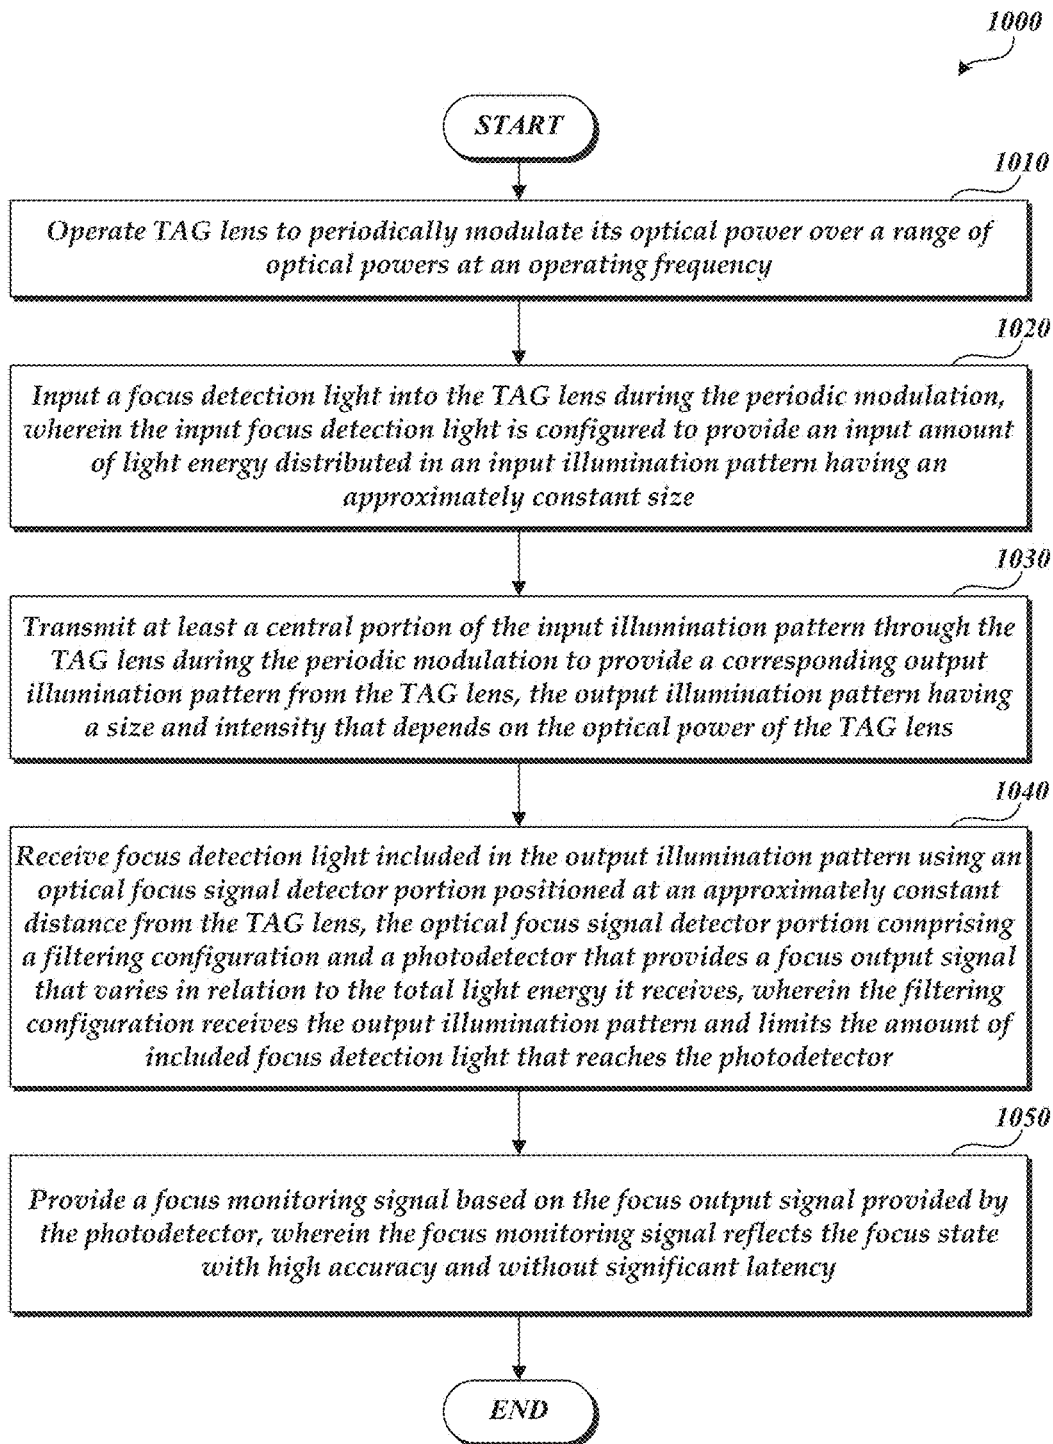 1000
START
1010
Operate TAG lens to periodically modulate its optical power over a range of
optical powers at an operating frequency
1020
Input a focus detection light into the TAG lens during the periodic modulation,
wherein the input focus detection light is configured to provide an input amount
of light energy distributed in an input illumination pattern having an
approximately constant size
1030
Transmit at least a central portion of the input illumination pattern through the
TAG lens during the periodic modulation to provide a corresponding output
illumination pattern from the TAG lens, the output illumination pattern having
a size and intensity that depends on the optical power of the TAG lens
1040
Receive focus detection light included in the output illumination pattern using an
optical focus signal detector portion positioned at an approximately constant
distance from the TAG lens, the optical focus signal detector portion comprising
a filtering configuration and a photodetector that provides a focus output signal
that varies in relation to the total light energy it receives, wherein the filtering
configuration receives the output illumination pattern and limits the amount of
included focus detection light that reaches the photodetector
1050
Provide a focus monitoring signal based on the focus output signal provided by
the photodetector, wherein the focus monitoring signal reflects the focus state
with high accuracy and without significant latency
END